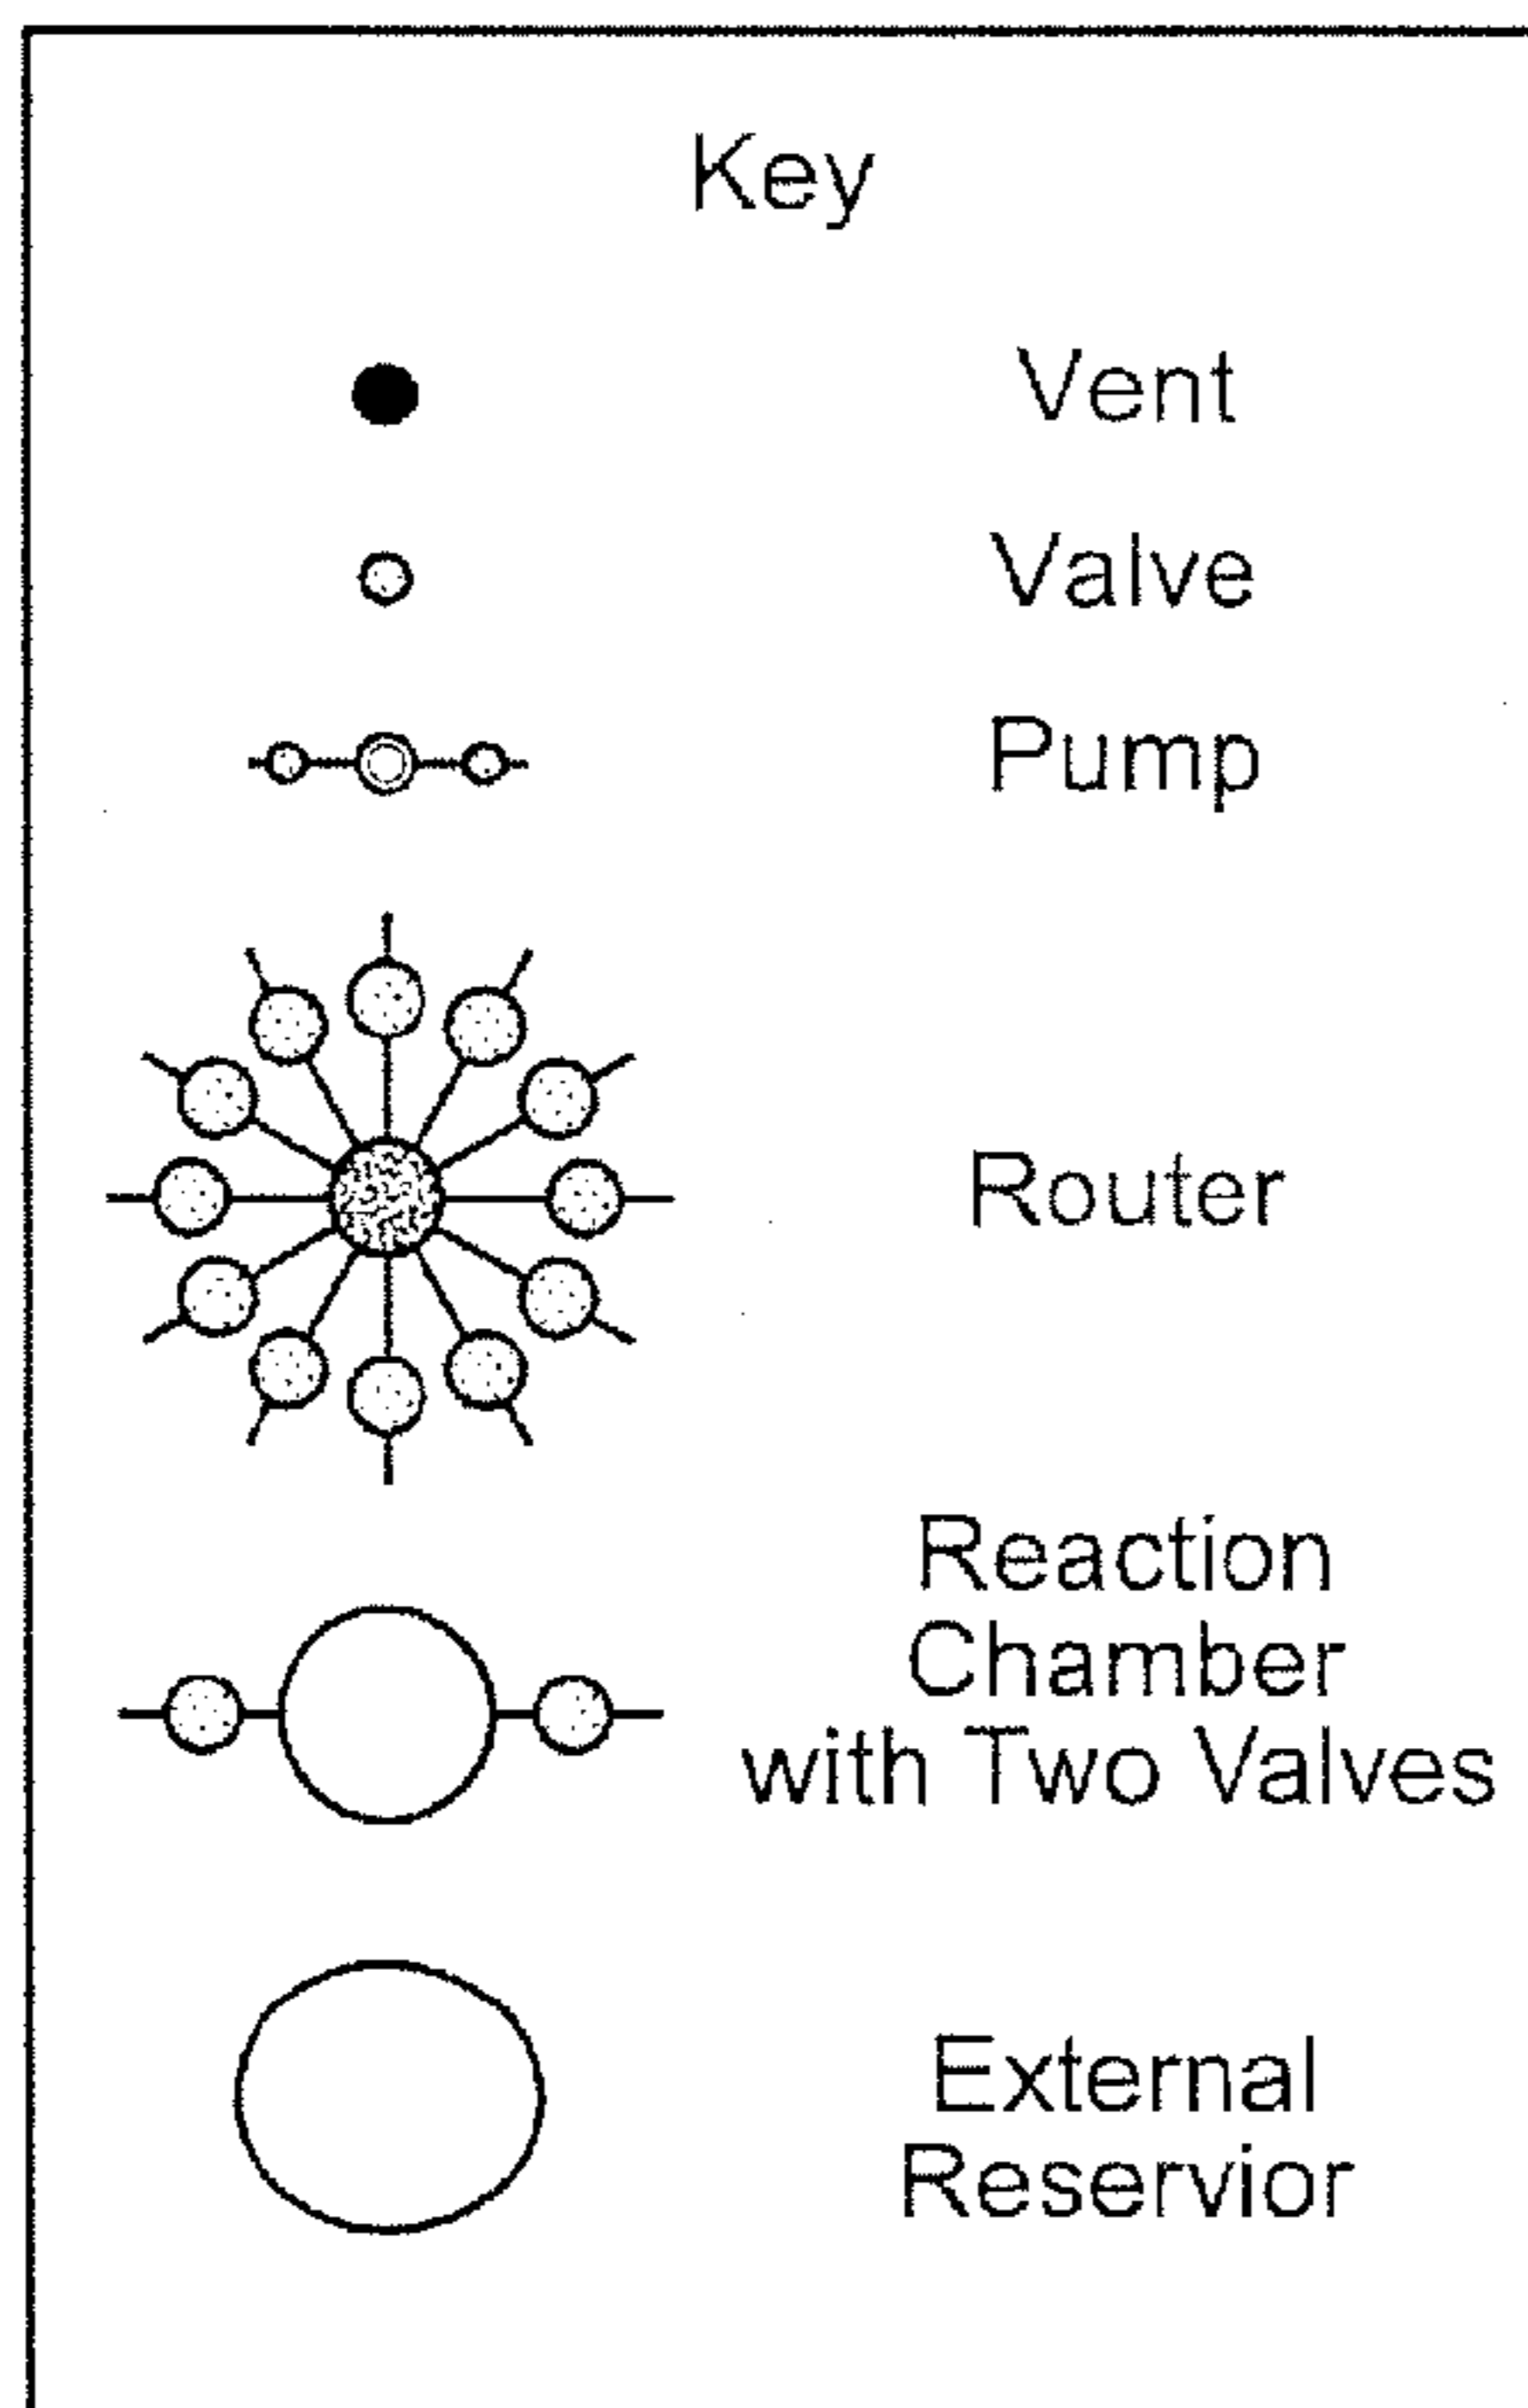 Key
Vent
Valve
Pump
Router
Reaction
Chamber
with Two Valves
External
Reservior